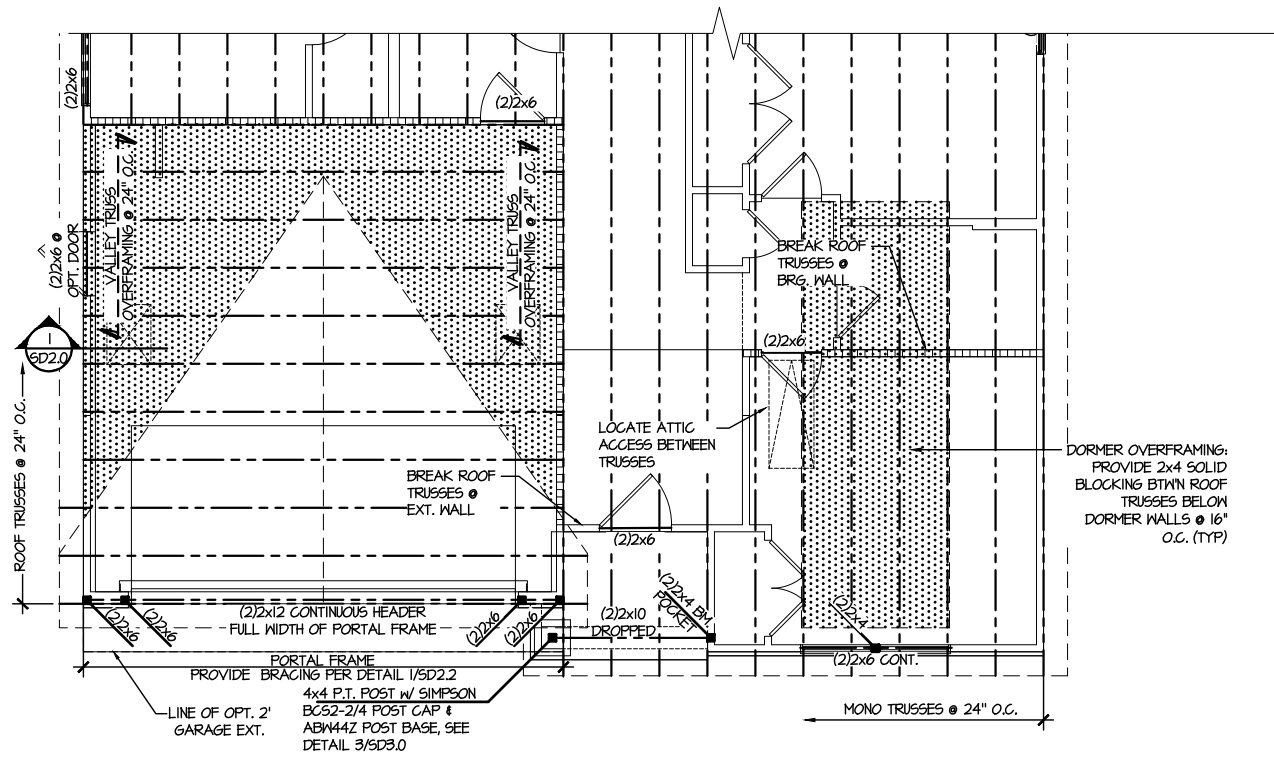 (2)2x6
(2)2x6
VALLEY TRUSS
OVERFRAMING @ 24" O.C.
VALLEY TRUSS
OVERFRAMING @ 24" O.C.
(2)2x6 @
OPT. DOOR
SD2.0
ROOF TRUSSES @ 24" O.C.
BREAK ROOF
TRUSSES @
BRG. WALL
(2)2x6
LOCATE ATTIC
ACCESS BETWEEN
TRUSSES
BREAK ROOF
TRUSSES @
EXT. WALL
(2)2x6
DORMER OVERFRAMING:
PROVIDE 2x4 SOLID
BLOCKING BTW'N ROOF
TRUSSES BELOW
DORMER WALLS @ 16"
O.C. (TYP)
(2)2x6
(2)2x6
(2)2x12 CONTINUOUS HEADER
FULL WIDTH OF PORTAL FRAME
(2)2x6
(2)2x6
(2)2x10
DROPPED
(2)2x4 BM.
POCKET
(2)2x4
(2)2x6 CONT.
PORTAL FRAME
PROVIDE BRACING PER DETAIL 1/SD2.2
4x4 P.T. POST w/ SIMPSON
BCS2-2/4 POST CAP &
ABW44Z POST BASE, SEE
DETAIL 3/SD3.0
LINE OF OPT. 2'
GARAGE EXT.
MONO TRUSSES @ 24" O.C.